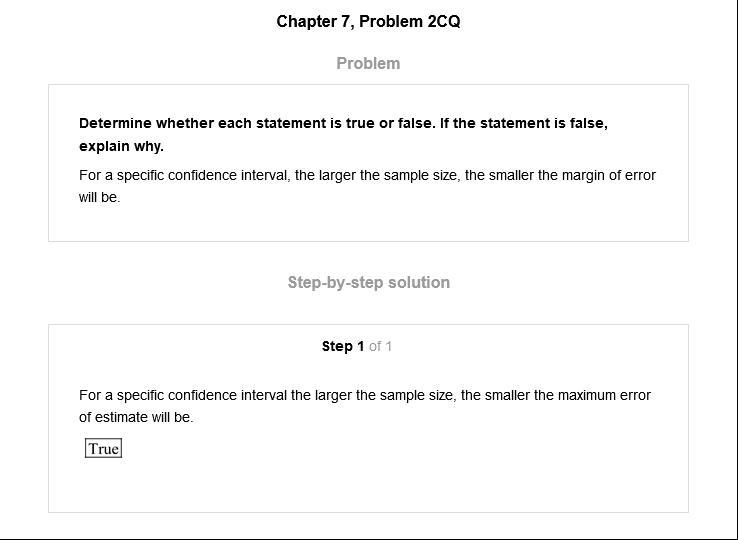 Chapter 7, Problem 2CQ
Problem
Determine whether each statement is true or false. If the statement is false,
explain why.
For a specific confidence interval, the larger the sample size, the smaller the margin of error
will be.
Step-by-step solution
Step 1 of 1
For a specific confidence interval the larger the sample size, the smaller the maximum error
of estimate will be.
True